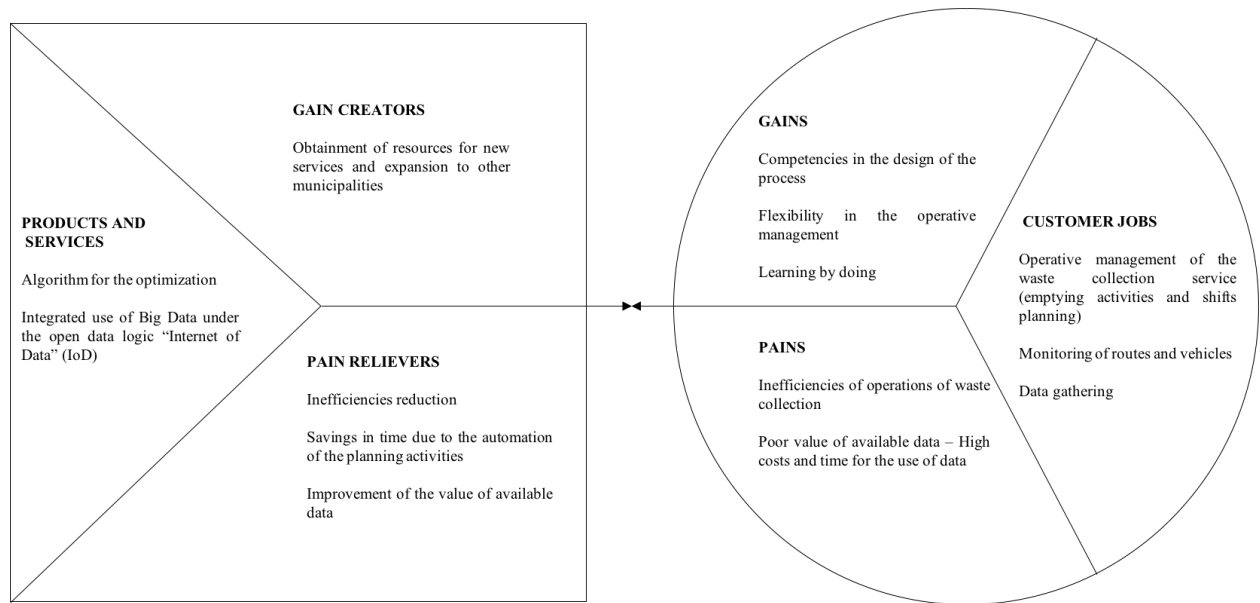 PRODUCTS AND
SERVICES
Algorithm for the optimization
Integrated use of Big Data under
the open data logic “Internet of
Data” (IoD)
GAIN CREATORS
Obtainment of resources for new
services and expansion to other
municipalities
PAIN RELIEVERS
Inefficiencies reduction
Savings in time due to the automation
of the planning activities
Improvement of the value of available
data
GAINS
Competencies in the design of the
process
Flexibility in the operative
management
Learning by doing
PAINS
Inefficiencies of operations of waste
collection
Poor value of available data – High
costs and time for the use of data
CUSTOMER JOBS
Operative management of the
waste collection service
(emptying activities and shifts
planning)
Monitoring of routes and vehicles
Data gathering